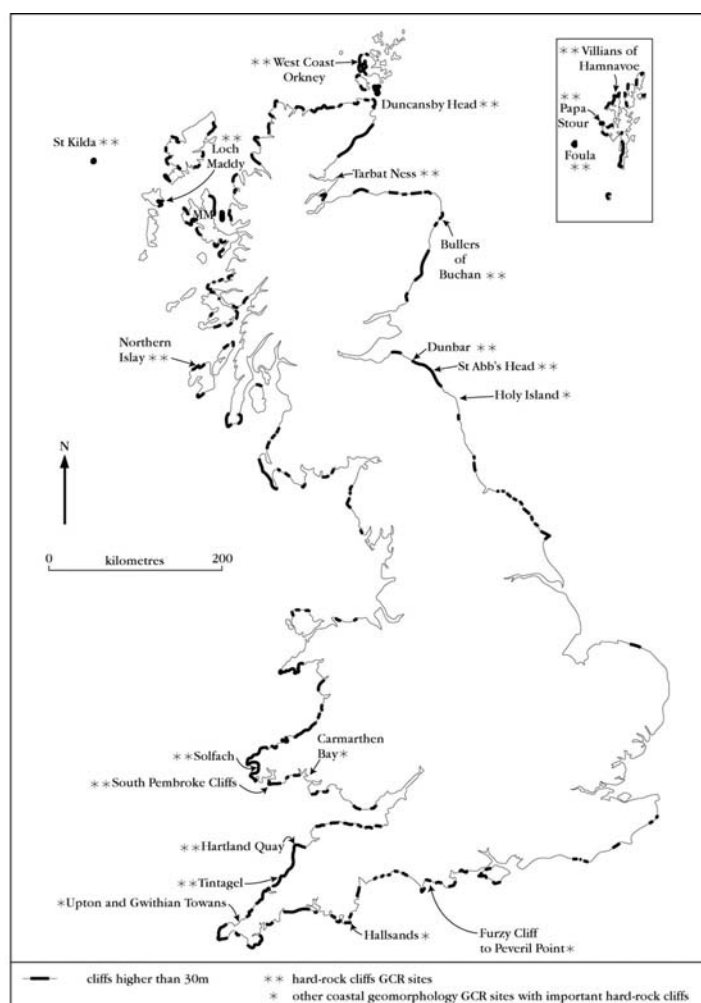 ** West Coast
Orkney
** Villians of
Hamnavoe
**
Papa
Stour
Foula
**
Duncansby Head **
St Kilda **
**
Loch
Maddy
Tarbat Ness **
MM
Bullers
of
Buchan **
Northern
Islay **
Dunbar **
St Abb's Head **
Holy Island *
N
0 kilometres 200
**Solfach
Carmarthen
Bay*
**South Pembroke Cliffs
**Hartland Quay
**Tintagel
*Upton and Gwithian Towans
Hallsands *
Furzy Cliff
to Peveril Point*
cliffs higher than 30m
** hard-rock cliffs GCR sites
* other coastal geomorphology GCR sites with important hard-rock cliffs